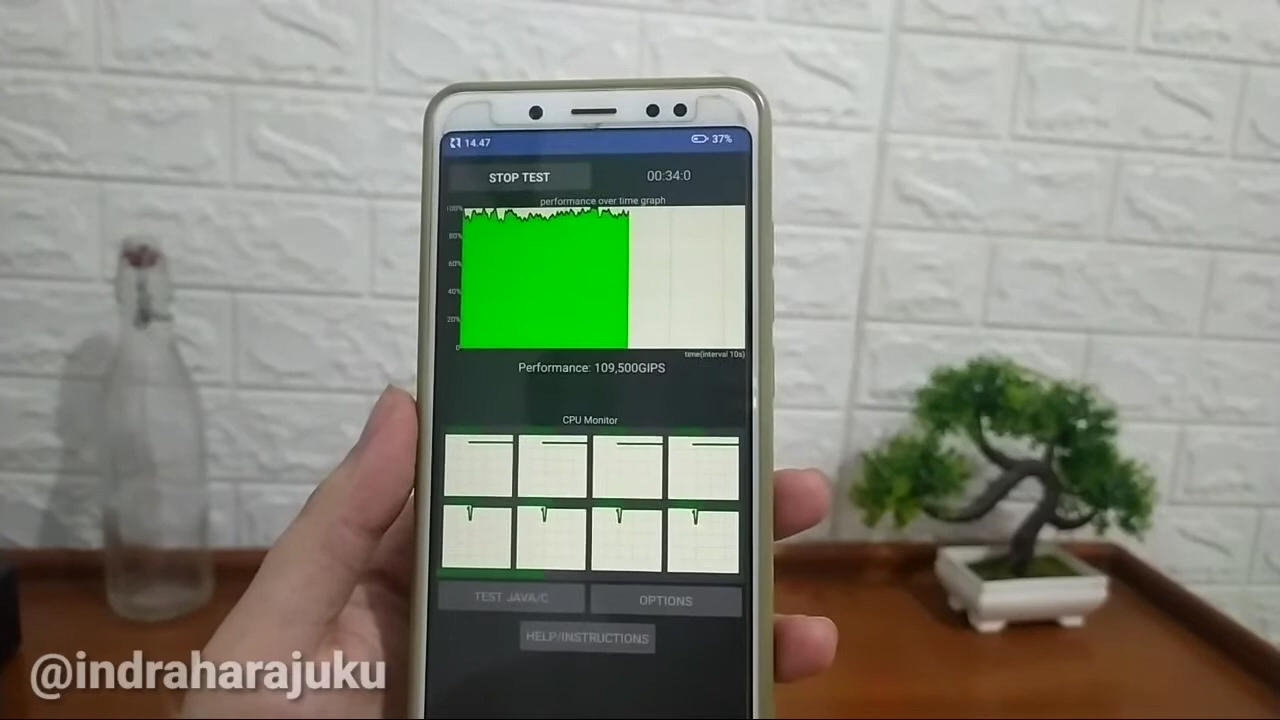 14.47
37%
STOP TEST
00:34:0
performance over time graph
100%
80%
60%
40%
20%
0
time(interval 10s)
Performance: 109,500GIPS
CPU Monitor
TEST JAVA/C
OPTIONS
HELP/INSTRUCTIONS
@indraharajuku